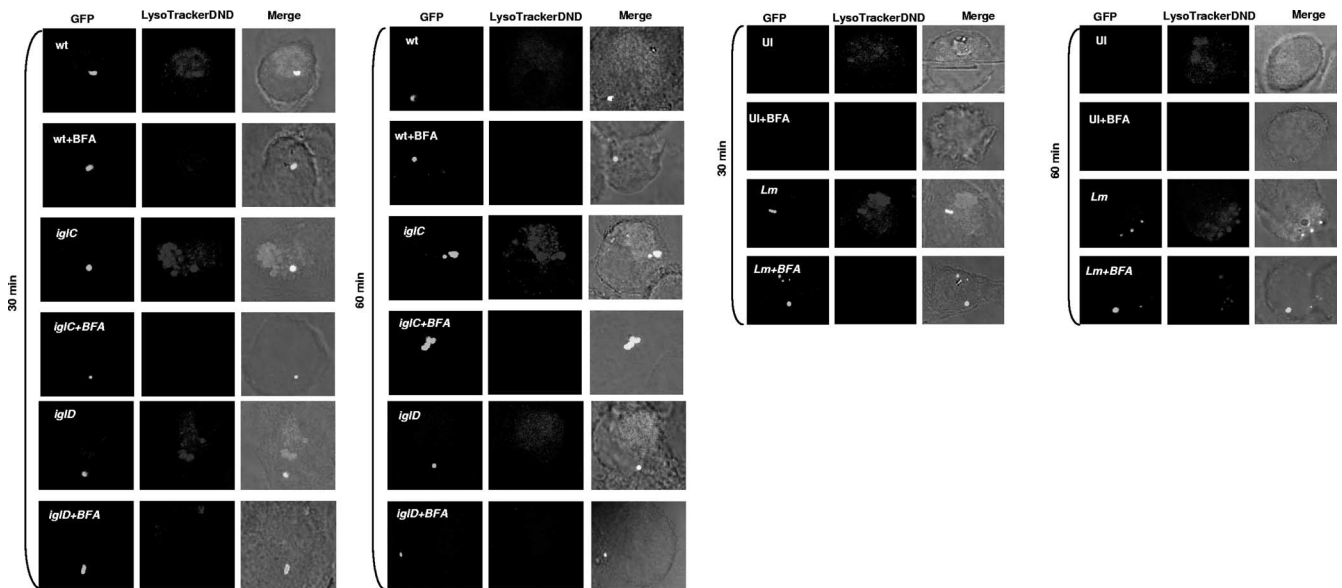 GFP LysoTrackerDND Merge
30 min
wt
wt+BFA
iglC
iglC+BFA
iglD
iglD+BFA
GFP LysoTrackerDND Merge
60 min
wt
wt+BFA
iglC
iglC+BFA
iglD
iglD+BFA
GFP LysoTrackerDND Merge
30 min
UI
UI+BFA
Lm
Lm+BFA
GFP LysoTrackerDND Merge
60 min
UI
UI+BFA
Lm
Lm+BFA